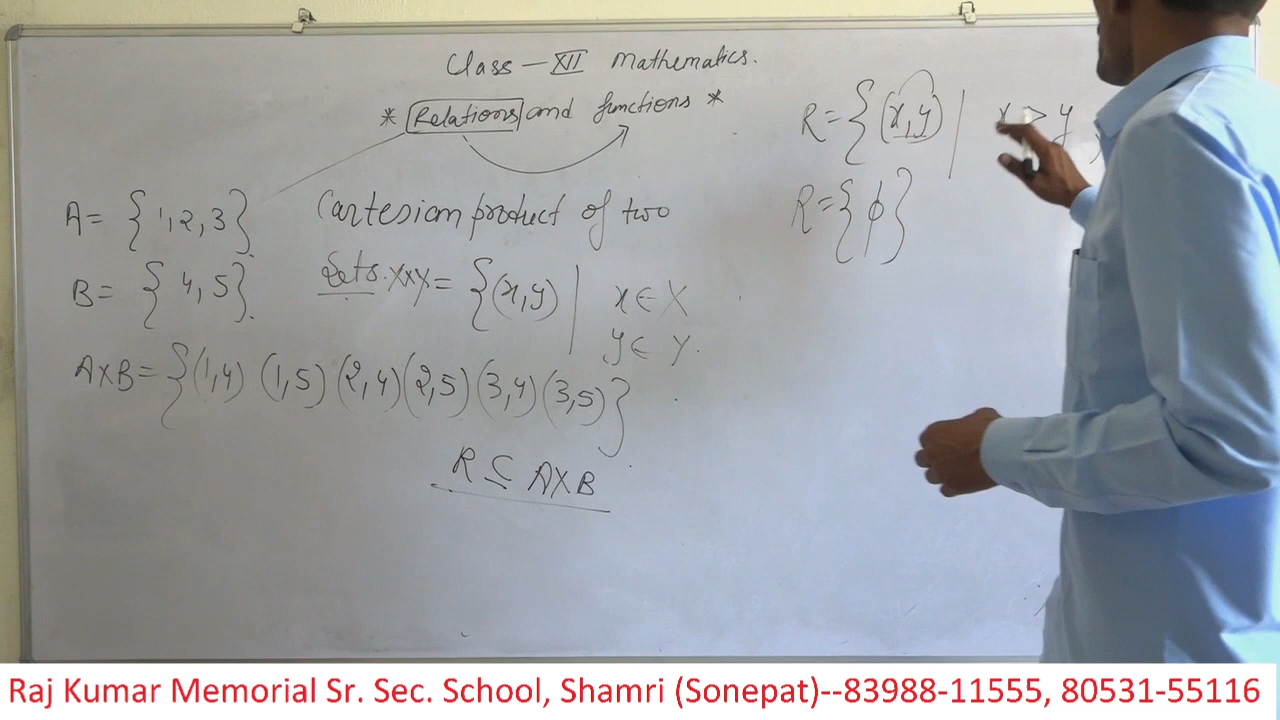 Class – XII Mathematics.
* Relations and functions *
A = { 1, 2, 3 }
B = { 4, 5 }
Cartesian product of two
Sets. X×Y = { (x, y) | x ∈ X
y ∈ Y.
A×B = { (1,4) (1,5) (2,4) (2,5) (3,4) (3,5) }
R ⊆ A×B
R = { (x, y) | x > y }
R = { ϕ }
Raj Kumar Memorial Sr. Sec. School, Shamri (Sonepat)--83988-11555, 80531-55116